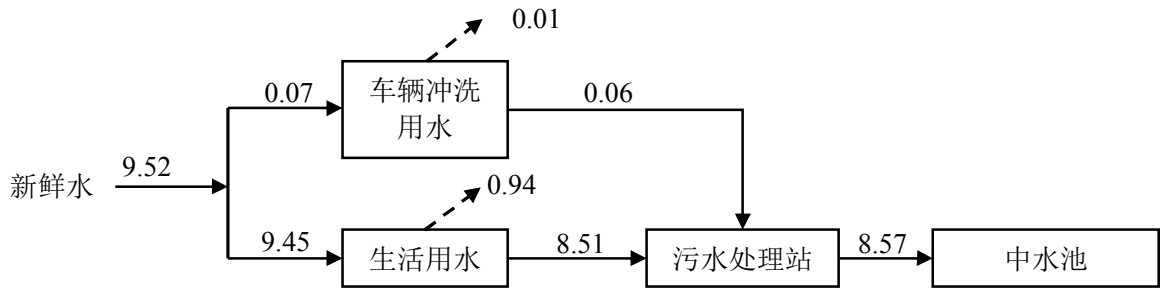 0.01
0.07
车辆冲洗
用水
0.06
新鲜水
9.52
0.94
9.45
生活用水
8.51
污水处理站
8.57
中水池